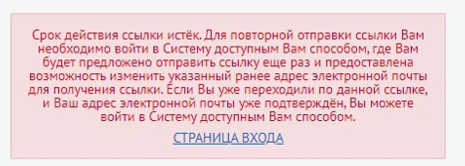 Срок действия ссылки истёк. Для повторной отправки ссылки Вам
необходимо войти в Систему доступным Вам способом, где Вам
будет предложено отправить ссылку еще раз и предоставлена
возможность изменить указанный ранее адрес электронной почты
для получения ссылки. Если Вы уже переходили по данной ссылке,
и Ваш адрес электронной почты уже подтверждён, Вы можете
войти в Систему доступным Вам способом.
СТРАНИЦА ВХОДА